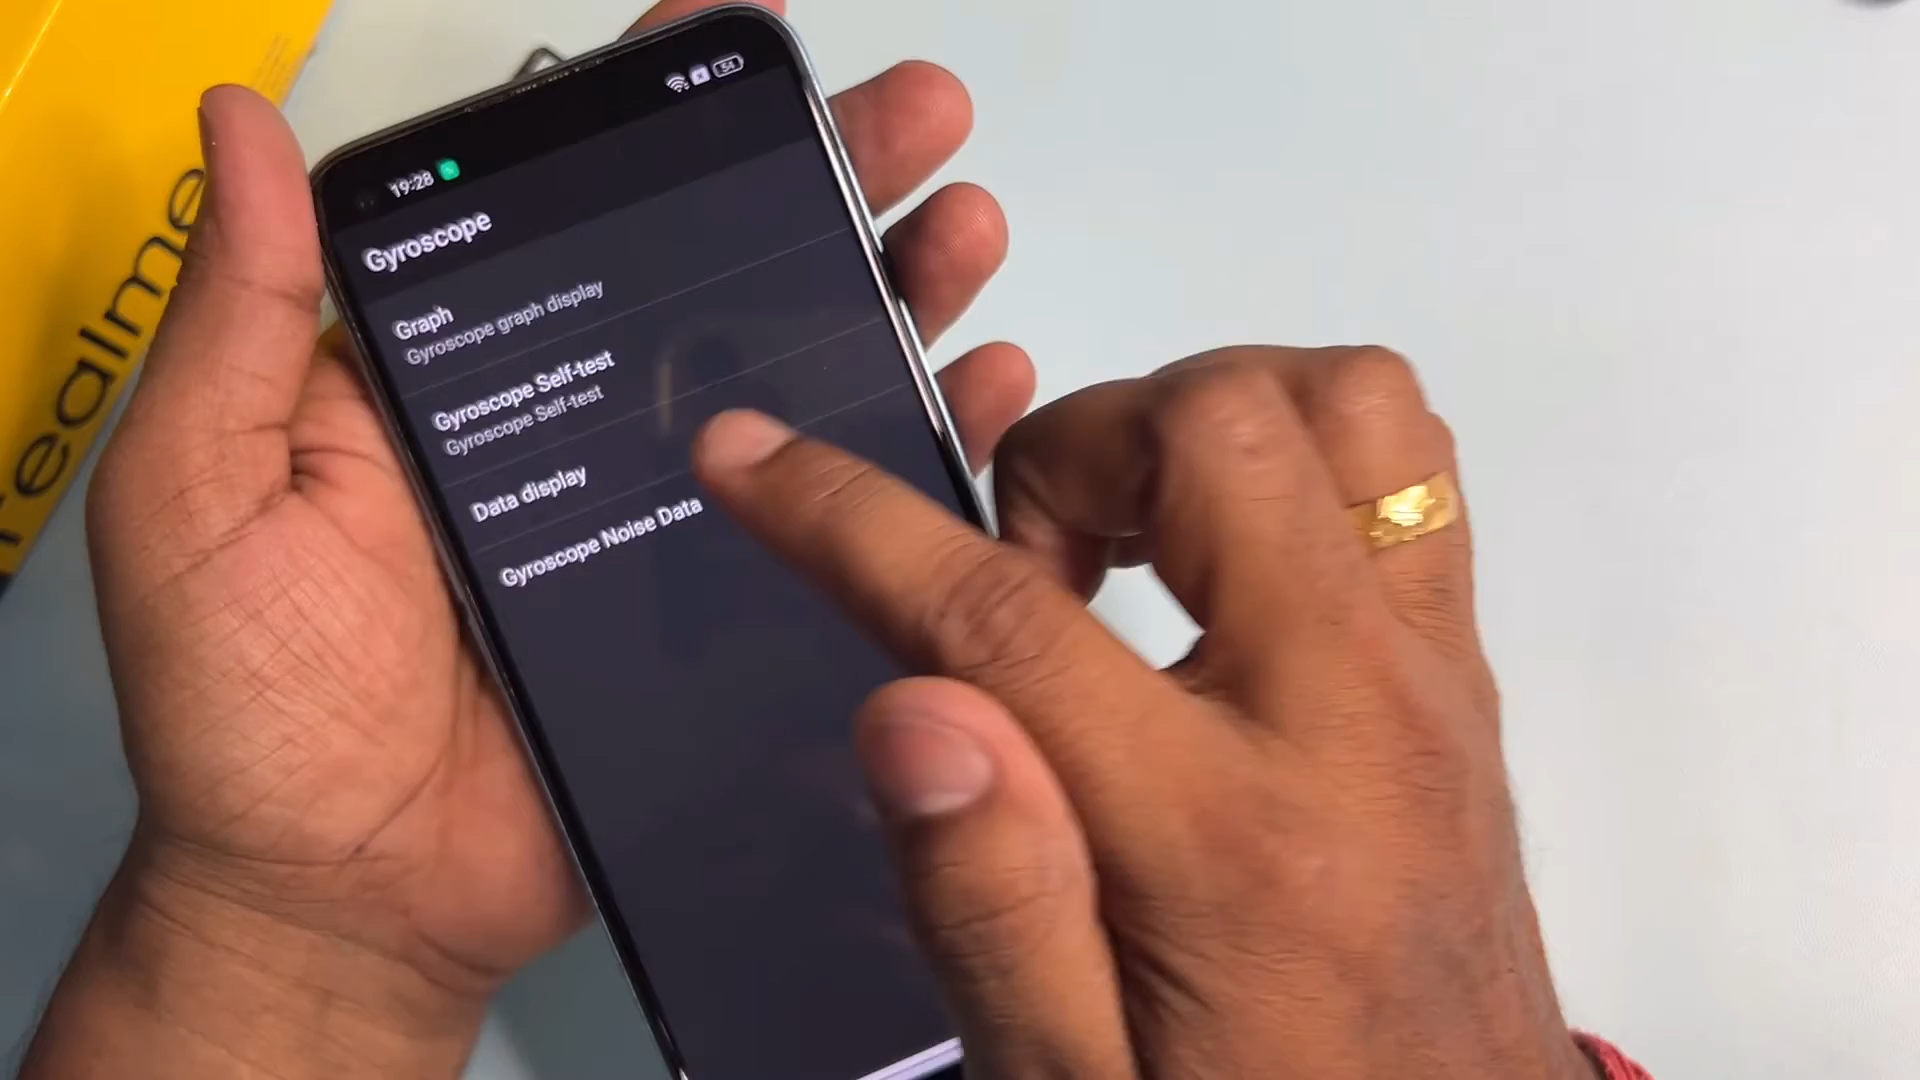 realme
54
19:28
Gyroscope
Graph
Gyroscope graph display
Gyroscope Self-test
Gyroscope Self-test
Data display
Gyroscope Noise Data